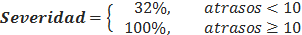 Severidad = { 32%, atrasos < 10
100%, atrasos ≥ 10